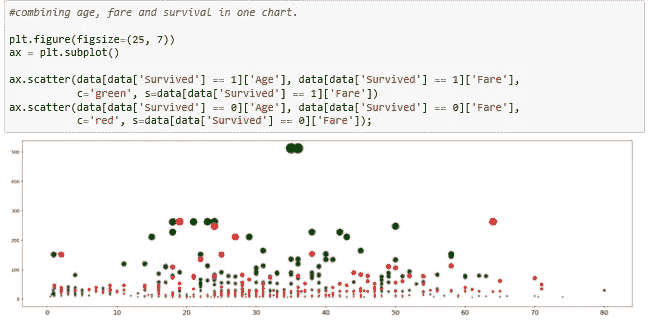 #combining age, fare and survival in one chart.
plt.figure(figsize=(25, 7))
ax = plt.subplot()
ax.scatter(data[data['Survived'] == 1]['Age'], data[data['Survived'] == 1]['Fare'],
c='green', s=data[data['Survived'] == 1]['Fare'])
ax.scatter(data[data['Survived'] == 0]['Age'], data[data['Survived'] == 0]['Fare'],
c='red', s=data[data['Survived'] == 0]['Fare']);
500
400
300
200
100
0
0 10 20 30 40 50 60 70 80